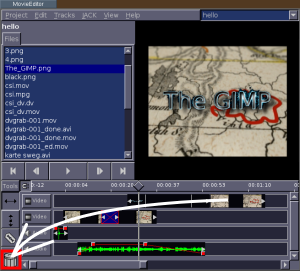 MovieEditor
Project Edit Tracks JACK View Help hello
hello
Files
3.png
4.png
The_GIMP.png
black.png
csi.mov
csi.mpg
csi_dv.dv
csi_dv.mov
dvgrab-001.mov
dvgrab-001_done.avi
dvgrab-001_done.mov
dvgrab-001_ed.mov
karte sweg.avi
The GIMP
Tools
0:-12 00:00:04 00:00:20 00:00:37 00:00:53 00:01:10
Video
Video